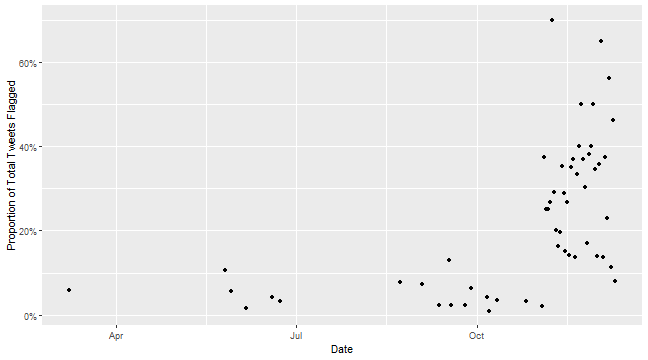 Proportion of Total Tweets Flagged
60%
40%
20%
0%
Apr
Jul
Oct
Date